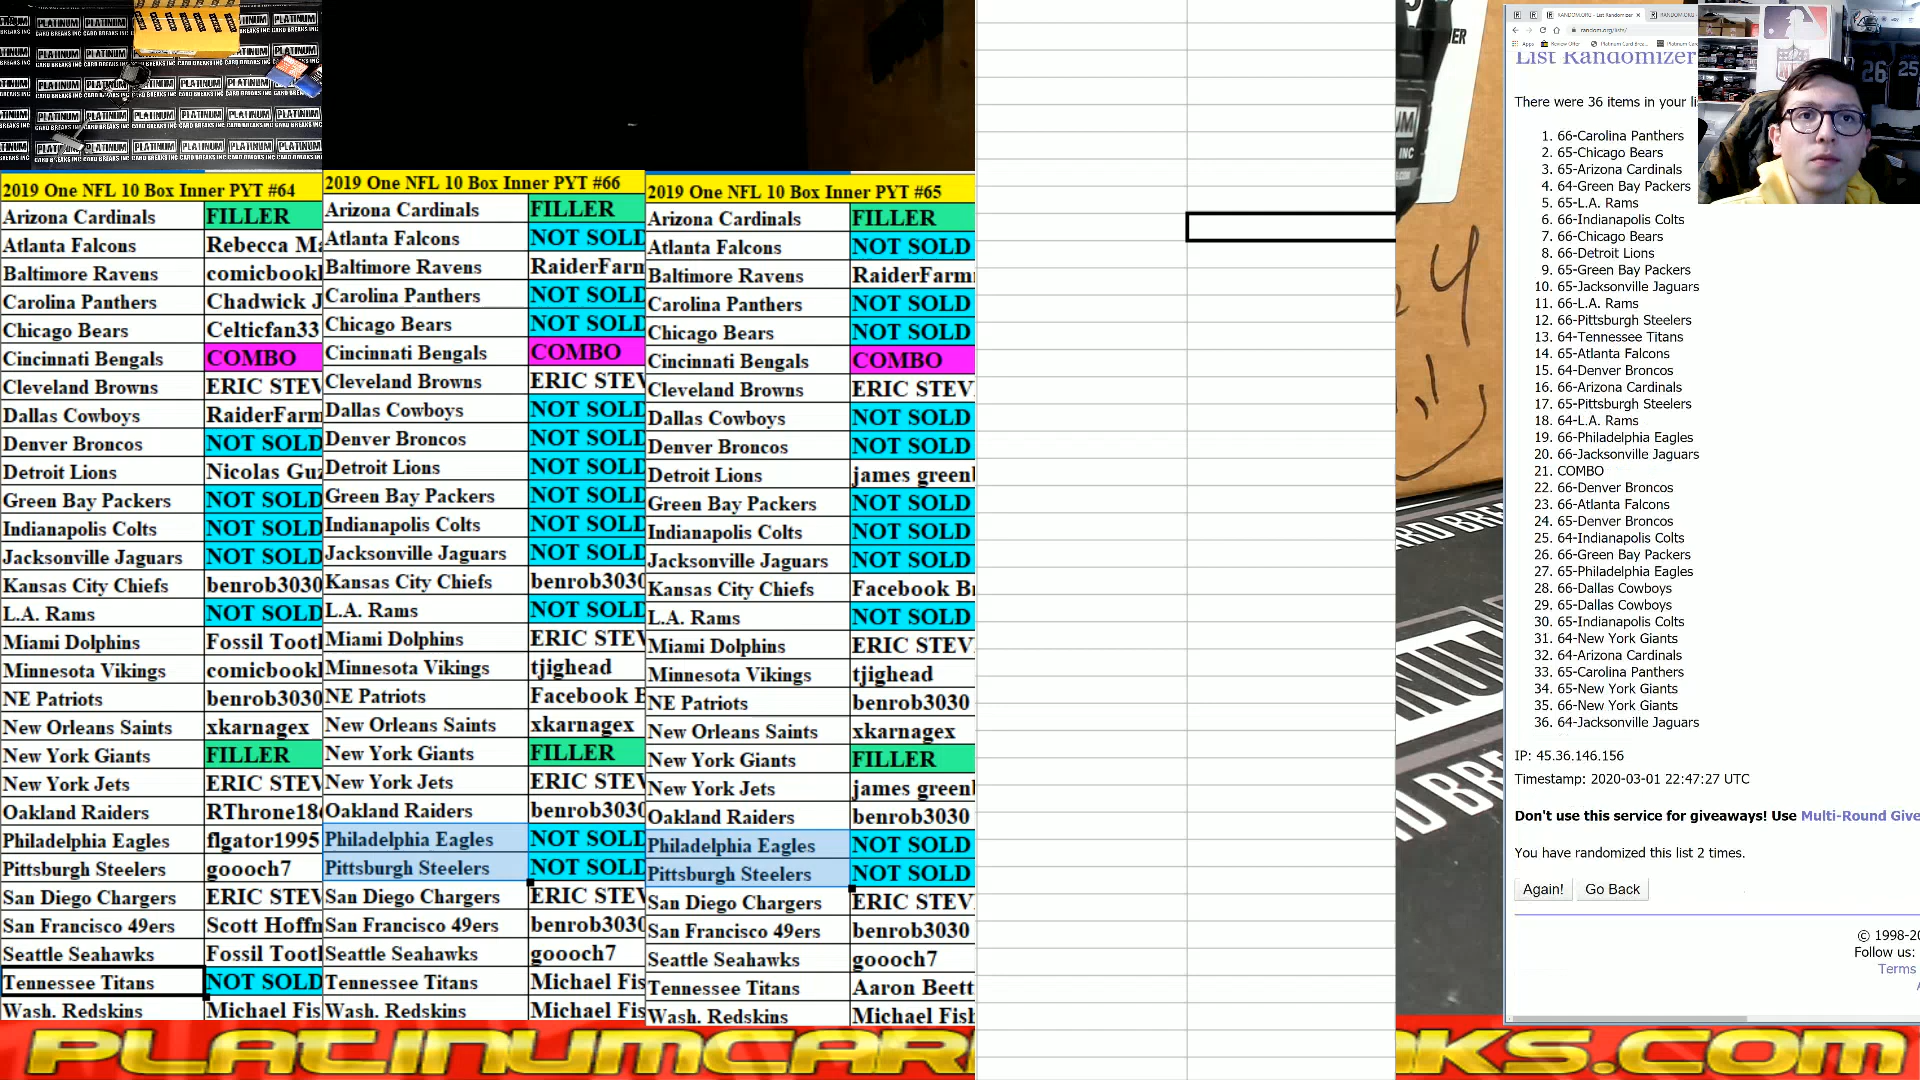 2019 One NFL 10 Box Inner PYT #64
Arizona Cardinals FILLER
Atlanta Falcons Rebecca
Baltimore Ravens
Carolina Panthers Chadwick J
Chicago Bears Celticfan33
Cincinnati Bengals COMBO
Cleveland Browns ERIC STEV
Dallas Cowboys RaiderFarm
Denver Broncos NOT SOLD
Detroit Lions Nicolas
Green Bay Packers NOT SOLD
Indianapolis Colts NOT SOLD
Jacksonville Jaguars NOT SOLD
Kansas City Chiefs benrob3030
L.A. Rams NOT SOLD
Miami Dolphins Fossil
Minnesota Vikings
NE Patriots benrob3030
New Orleans Saints xkarnagex
New York Giants FILLER
New York Jets ERIC STEV
Oakland Raiders
Philadelphia Eagles flgator1995
Pittsburgh Steelers goooch7
San Diego Chargers ERIC STEV
San Francisco 49ers Scott
Seattle Seahawks Fossil
Tennessee Titans NOT SOLD
Wash. Redskins Michael Fis
2019 One NFL 10 Box Inner PYT #66
Arizona Cardinals FILLER
Atlanta Falcons NOT SOLD
Baltimore Ravens RaiderFarm
Carolina Panthers NOT SOLD
Chicago Bears NOT SOLD
Cincinnati Bengals COMBO
Cleveland Browns ERIC STEV
Dallas Cowboys NOT SOLD
Denver Broncos NOT SOLD
Detroit Lions NOT SOLD
Green Bay Packers NOT SOLD
Indianapolis Colts NOT SOLD
Jacksonville Jaguars NOT SOLD
Kansas City Chiefs benrob3030
L.A. Rams NOT SOLD
Miami Dolphins ERIC STEV
Minnesota Vikings tjighead
NE Patriots Facebook
New Orleans Saints xkarnagex
New York Giants FILLER
New York Jets ERIC STEV
Oakland Raiders benrob3030
Philadelphia Eagles NOT SOLD
Pittsburgh Steelers NOT SOLD
San Diego Chargers ERIC STEV
San Francisco 49ers benrob3030
Seattle Seahawks goooch7
Tennessee Titans Michael Fis
Wash. Redskins Michael Fis
2019 One NFL 10 Box Inner PYT #65
Arizona Cardinals FILLER
Atlanta Falcons NOT SOLD
Baltimore Ravens RaiderFarm
Carolina Panthers NOT SOLD
Chicago Bears NOT SOLD
Cincinnati Bengals COMBO
Cleveland Browns ERIC STEV
Dallas Cowboys NOT SOLD
Denver Broncos NOT SOLD
Detroit Lions james green
Green Bay Packers NOT SOLD
Indianapolis Colts NOT SOLD
Jacksonville Jaguars NOT SOLD
Kansas City Chiefs Facebook
L.A. Rams NOT SOLD
Miami Dolphins ERIC STEV
Minnesota Vikings tjighead
NE Patriots benrob3030
New Orleans Saints xkarnagex
New York Giants FILLER
New York Jets james green
Oakland Raiders benrob3030
Philadelphia Eagles NOT SOLD
Pittsburgh Steelers NOT SOLD
San Diego Chargers ERIC STEV
San Francisco 49ers benrob3030
Seattle Seahawks goooch7
Tennessee Titans Aaron Beett
Wash. Redskins Michael Fish
List Randomizer
There were 36 items in your li
1. 66-Carolina Panthers
2. 65-Chicago Bears
3. 65-Arizona Cardinals
4. 64-Green Bay Packers
5. 65-L.A. Rams
6. 66-Indianapolis Colts
7. 66-Chicago Bears
8. 66-Detroit Lions
9. 65-Green Bay Packers
10. 65-Jacksonville Jaguars
11. 66-L.A. Rams
12. 66-Pittsburgh Steelers
13. 64-Tennessee Titans
14. 65-Atlanta Falcons
15. 64-Denver Broncos
16. 66-Arizona Cardinals
17. 65-Pittsburgh Steelers
18. 64-L.A. Rams
19. 66-Philadelphia Eagles
20. 66-Jacksonville Jaguars
21. COMBO
22. 66-Denver Broncos
23. 66-Atlanta Falcons
24. 65-Denver Broncos
25. 64-Indianapolis Colts
26. 66-Green Bay Packers
27. 65-Philadelphia Eagles
28. 66-Dallas Cowboys
29. 65-Dallas Cowboys
30. 65-Indianapolis Colts
31. 64-New York Giants
32. 64-Arizona Cardinals
33. 65-Carolina Panthers
34. 65-New York Giants
35. 66-New York Giants
36. 64-Jacksonville Jaguars
IP: 45.36.146.156
Timestamp: 2020-03-01 22:47:27 UTC
Don't use this service for giveaways! Use Multi-Round Give
You have randomized this list 2 times.
Again! Go Back
© 1998-20
Follow us:
Terms
PLATINUMCAR
KS.COM